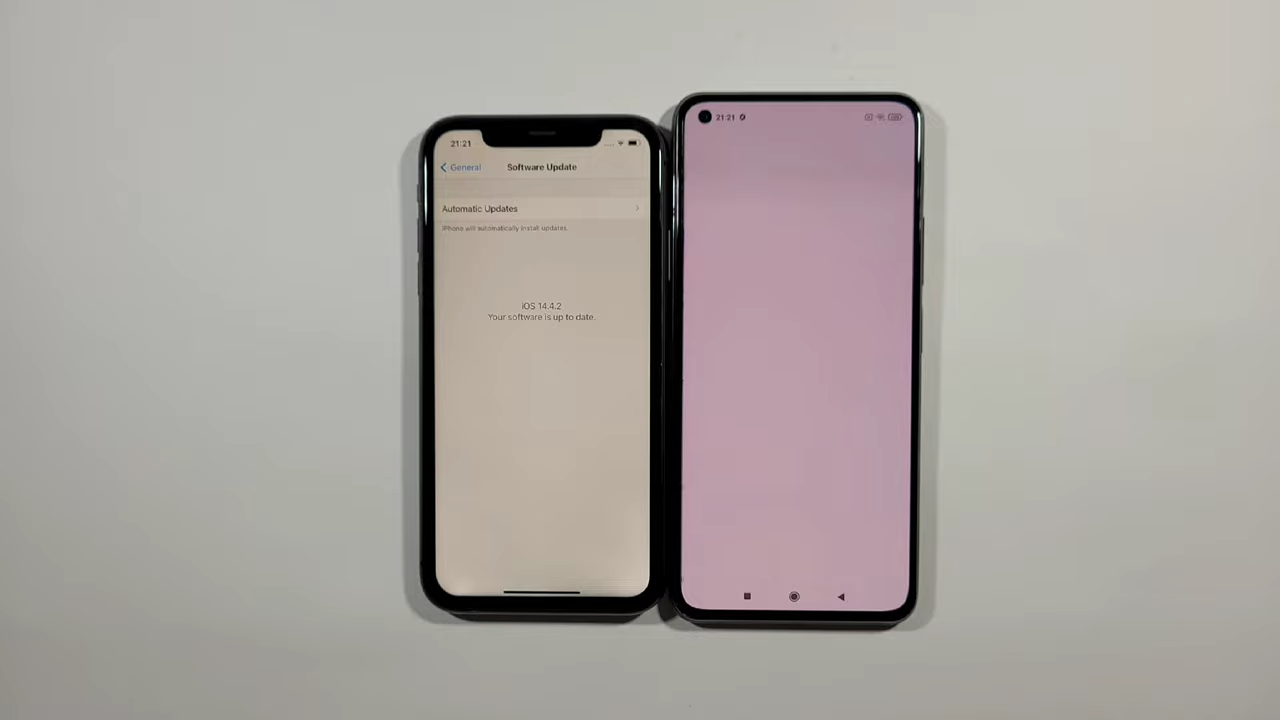 21:21
General
Software Update
Automatic Updates
iPhone will automatically install updates.
iOS 14.4.2
Your software is up to date.
21:21